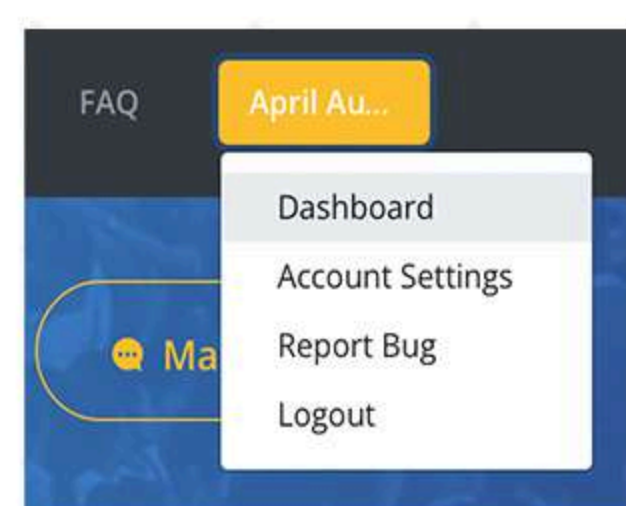 FAQ
April Au...
Dashboard
Account Settings
Report Bug
Logout
Ma